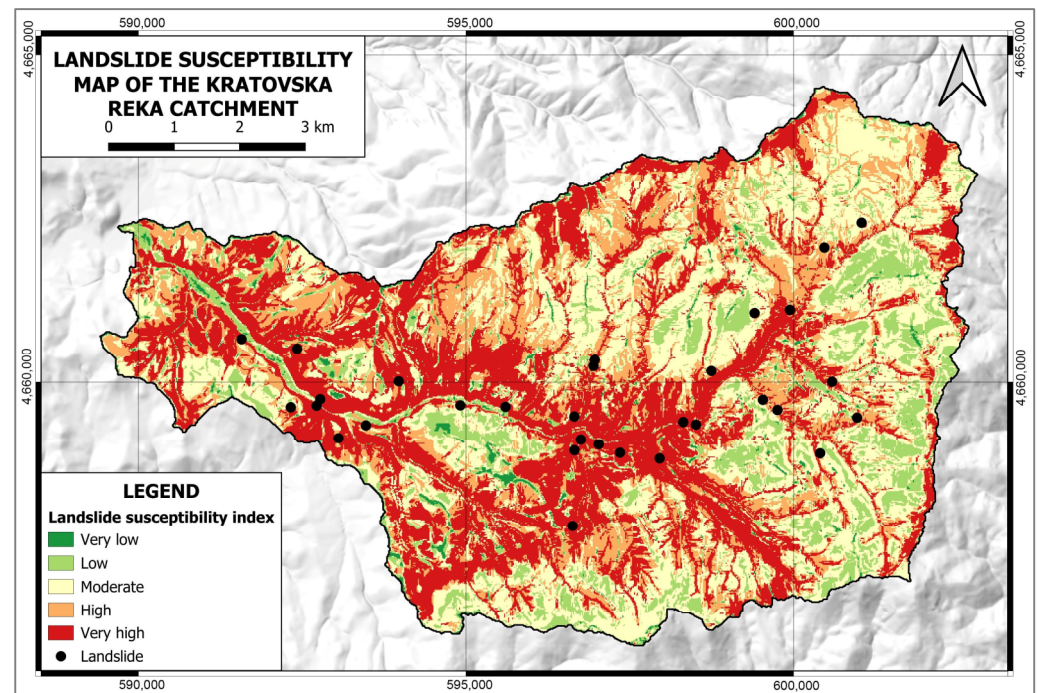 590,000
595,000
600,000
4,665,000
4,665,000
LANDSLIDE SUSCEPTIBILITY
MAP OF THE KRATOVSKA
REKA CATCHMENT
0 1 2 3 km
4,660,000
4,660,000
LEGEND
Landslide susceptibility index
Very low
Low
Moderate
High
Very high
Landslide
590,000
595,000
600,000